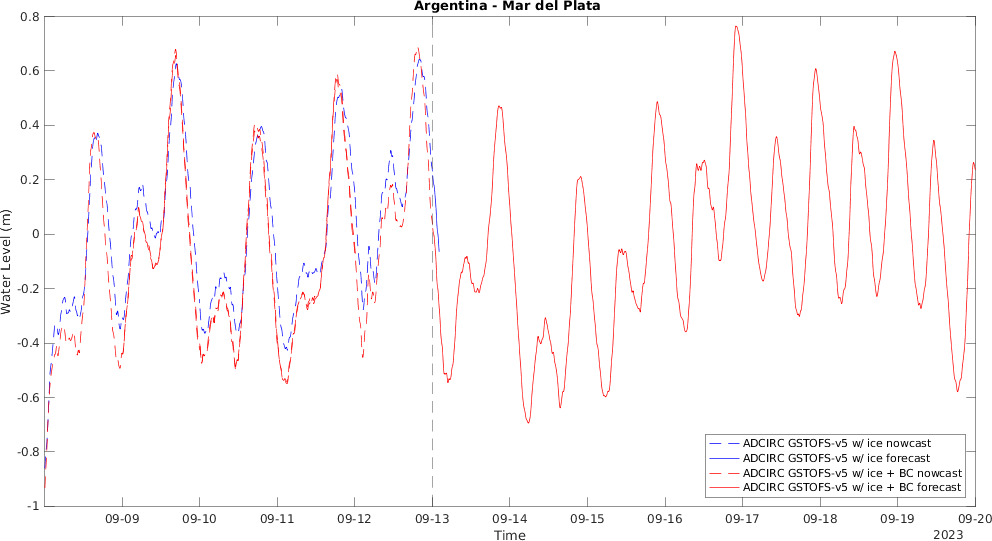 Argentina - Mar del Plata
Water Level (m)
0.8
0.6
0.4
0.2
0
-0.2
-0.4
-0.6
-0.8
-1
ADCIRC GSTOFS-v5 w/ ice nowcast
ADCIRC GSTOFS-v5 w/ ice forecast
ADCIRC GSTOFS-v5 w/ ice + BC nowcast
ADCIRC GSTOFS-v5 w/ ice + BC forecast
09-09 09-10 09-11 09-12 09-13 09-14 09-15 09-16 09-17 09-18 09-19 09-20
Time
2023